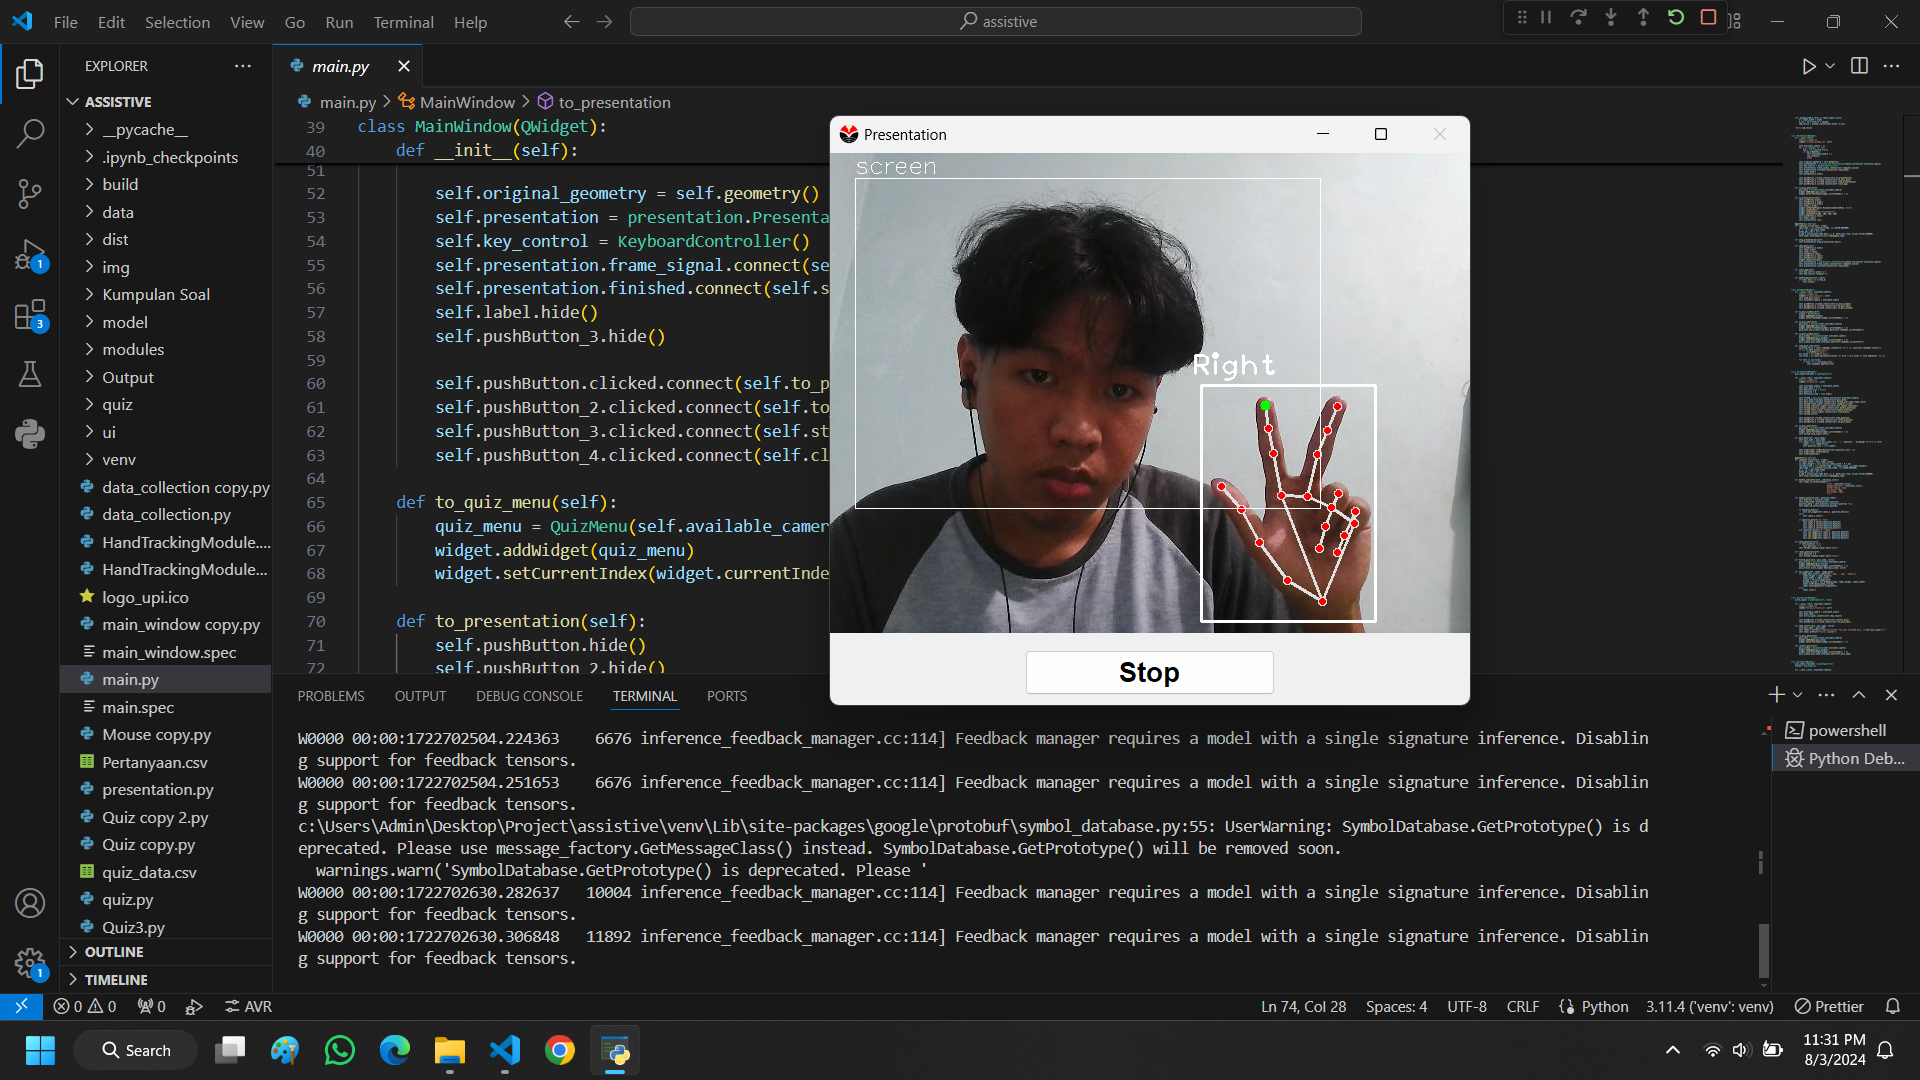 File Edit Selection View Go Run Terminal Help
assistive
EXPLORER
ASSISTIVE
__pycache__
.ipynb_checkpoints
build
data
dist
img
Kumpulan Soal
model
modules
Output
quiz
ui
venv
data_collection copy.py
data_collection.py
HandTrackingModule....
HandTrackingModule...
logo_upi.ico
main_window copy.py
main_window.spec
main.py
main.spec
Mouse copy.py
Pertanyaan.csv
presentation.py
Quiz copy 2.py
Quiz copy.py
quiz_data.csv
quiz.py
Quiz3.py
OUTLINE
TIMELINE
1
3
1
main.py
main.py > MainWindow > to_presentation
39 class MainWindow(QWidget):
40 def __init__(self):
51
52 self.original_geometry = self.geometry()
53 self.presentation = presentation.Presenta
54 self.key_control = KeyboardController()
55 self.presentation.frame_signal.connect(se
56 self.presentation.finished.connect(self.s
57 self.label.hide()
58 self.pushButton_3.hide()
59
60 self.pushButton.clicked.connect(self.to_p
61 self.pushButton_2.clicked.connect(self.to
62 self.pushButton_3.clicked.connect(self.st
63 self.pushButton_4.clicked.connect(self.cl
64
65 def to_quiz_menu(self):
66 quiz_menu = QuizMenu(self.available_camer
67 widget.addWidget(quiz_menu)
68 widget.setCurrentIndex(widget.currentInde
69
70 def to_presentation(self):
71 self.pushButton.hide()
72 self.pushButton_2.hide()
Presentation
screen
Right
Stop
PROBLEMS OUTPUT DEBUG CONSOLE TERMINAL PORTS
W0000 00:00:1722702504.224363 6676 inference_feedback_manager.cc:114] Feedback manager requires a model with a single signature inference. Disablin
g support for feedback tensors.
W0000 00:00:1722702504.251653 6676 inference_feedback_manager.cc:114] Feedback manager requires a model with a single signature inference. Disablin
g support for feedback tensors.
c:\Users\Admin\Desktop\Project\assistive\venv\Lib\site-packages\google\protobuf\symbol_database.py:55: UserWarning: SymbolDatabase.GetPrototype() is d
eprecated. Please use message_factory.GetMessageClass() instead. SymbolDatabase.GetPrototype() will be removed soon.
warnings.warn('SymbolDatabase.GetPrototype() is deprecated. Please '
W0000 00:00:1722702630.282637 10004 inference_feedback_manager.cc:114] Feedback manager requires a model with a single signature inference. Disablin
g support for feedback tensors.
W0000 00:00:1722702630.306848 11892 inference_feedback_manager.cc:114] Feedback manager requires a model with a single signature inference. Disablin
g support for feedback tensors.
powershell
Python Deb...
0 0 0 AVR
Ln 74, Col 28 Spaces: 4 UTF-8 CRLF Python 3.11.4 ('venv': venv) Prettier
Search
11:31 PM
8/3/2024